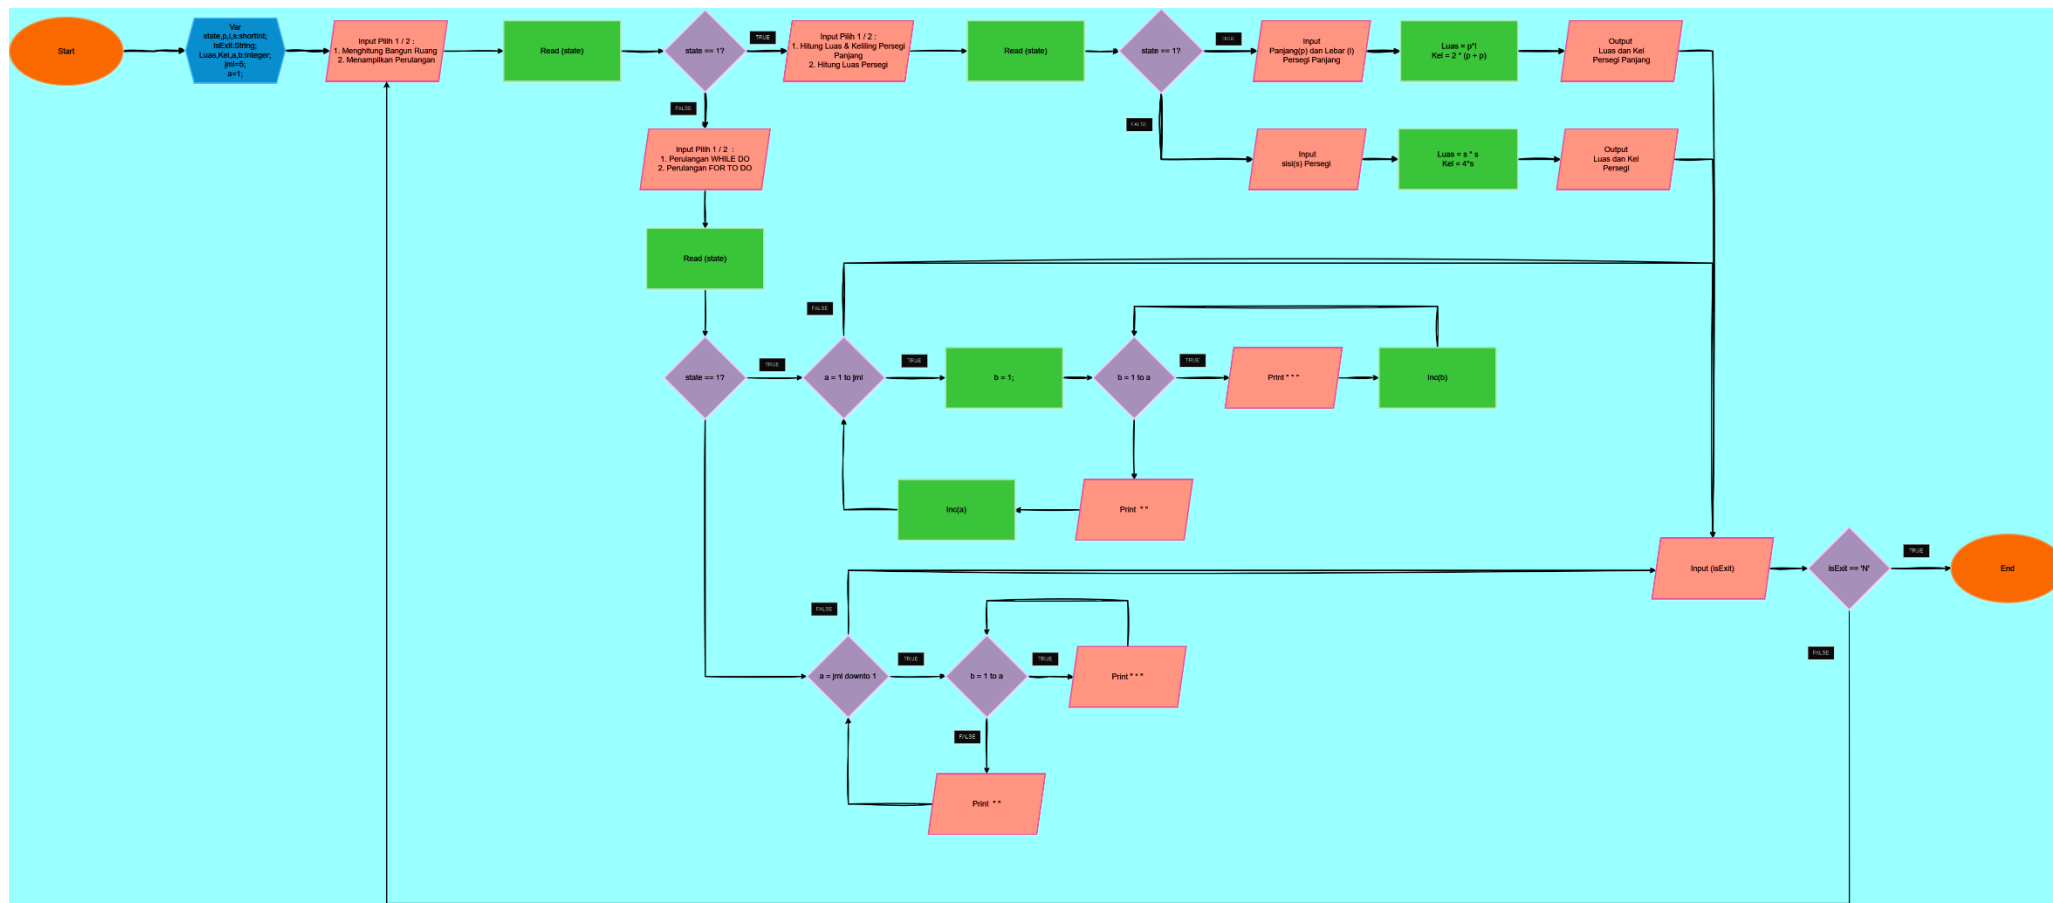 Start
Var
state,p,l,s:shortint;
isExit:String;
Luas,Kel,a,b:Integer;
jml=5;
a=1;
Input Pilih 1 / 2 :
1. Menghitung Bangun Ruang
2. Menampilkan Perulangan
Read (state)
state == 1?
TRUE
Input Pilih 1 / 2 :
1. Hitung Luas & Keliling Persegi
Panjang
2. Hitung Luas Persegi
Read (state)
state == 1?
TRUE
Input
Panjang(p) dan Lebar (l)
Persegi Panjang
Luas = p*l
Kel = 2 * (p + p)
Output
Luas dan Kel
Persegi Panjang
FALSE
FALSE
Input Pilih 1 / 2 :
1. Perulangan WHILE DO
2. Perulangan FOR TO DO
Input
sisi(s) Persegi
Luas = s * s
Kel = 4*s
Output
Luas dan Kel
Persegi
Read (state)
FALSE
state == 1?
TRUE
a = 1 to jml
TRUE
b = 1;
b = 1 to a
TRUE
Print " * "
Inc(b)
Inc(a)
Print " "
Input (isExit)
isExit == 'N'
TRUE
End
FALSE
FALSE
a = jml downto 1
TRUE
b = 1 to a
TRUE
Print " * "
FALSE
Print " "